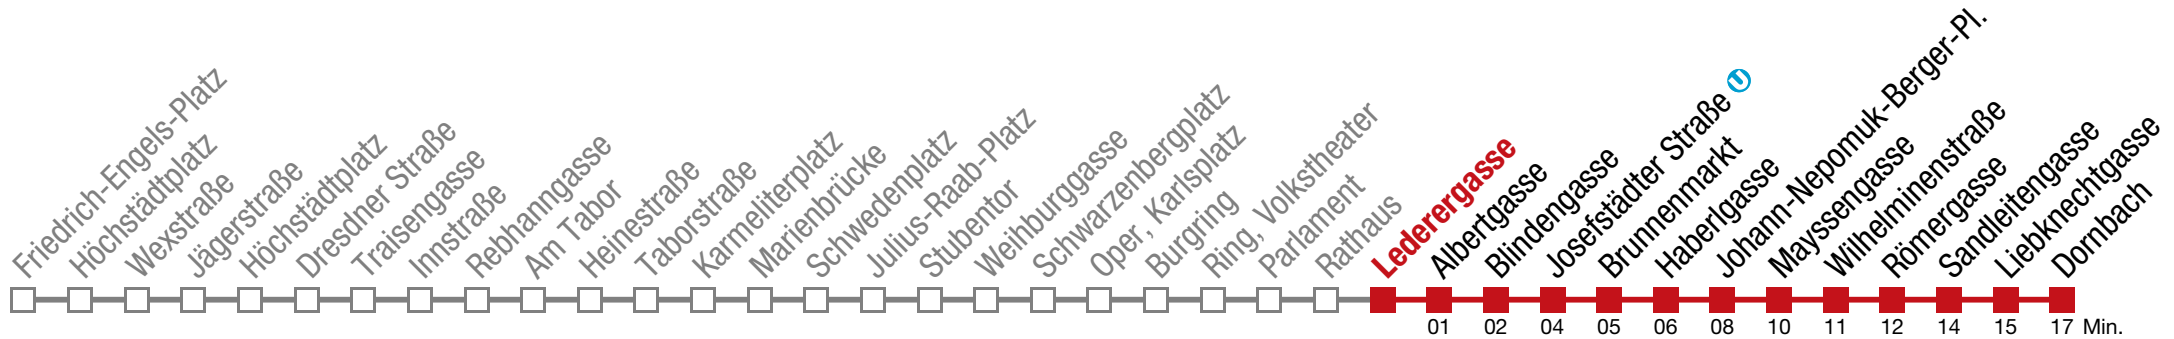 Friedrich-Engels-Platz
Höchstädtplatz
Wexstraße
Jägerstraße
Höchstädtplatz
Dresdner Straße
Traisengasse
Innstraße
Rebhanngasse
Am Tabor
Heinestraße
Taborstraße
Karmeliterplatz
Marienbrücke
Schwedenplatz
Julius-Raab-Platz
Stubentor
Weihburggasse
Schwarzenbergplatz
Oper, Karlsplatz
Burgring
Ring, Volkstheater
Parlament
Rathaus
Lederergasse
Albertgasse
Blindengasse
Josefstädter Straße U
Brunnenmarkt
Haberlgasse
Johann-Nepomuk-Berger-Pl.
Mayssengasse
Wilhelminenstraße
Römergasse
Sandleitengasse
Liebknechtgasse
Dornbach
01 02 04 05 06 08 10 11 12 14 15 17 Min.